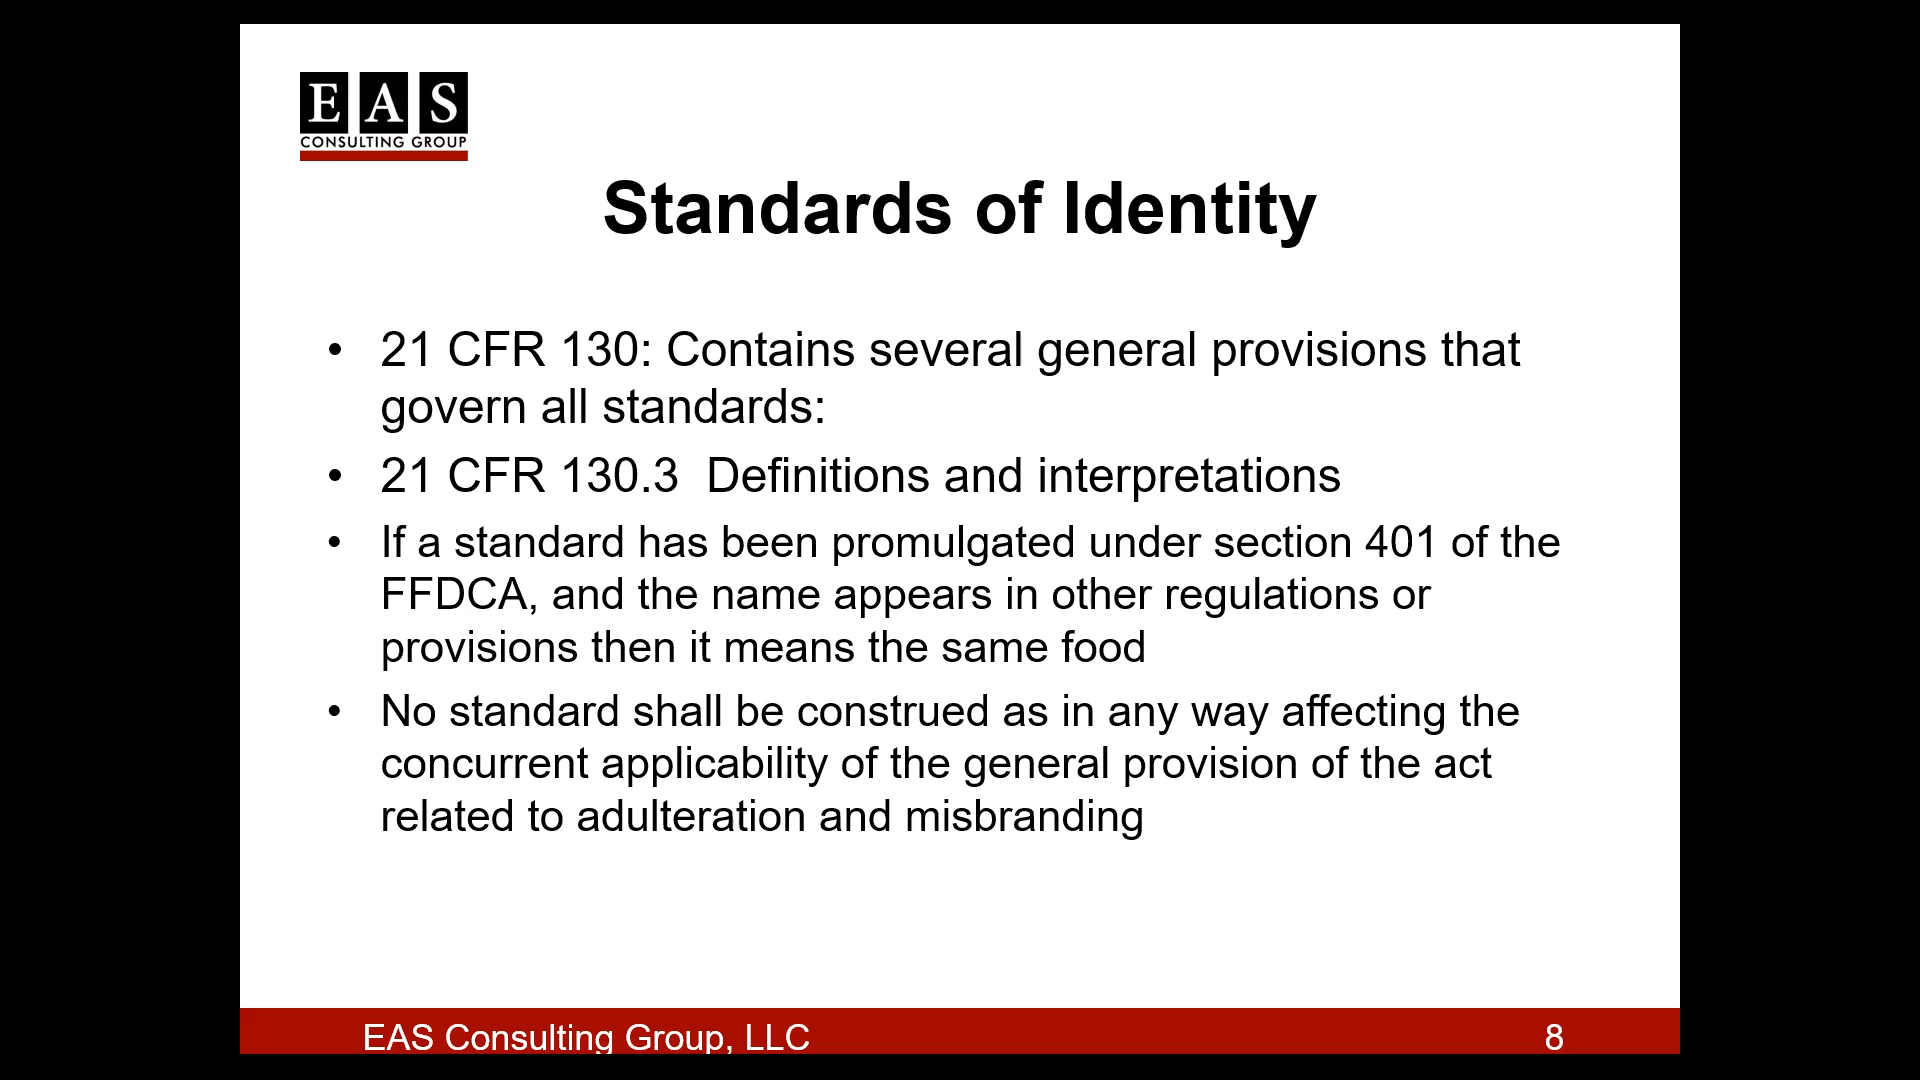 E A S
CONSULTING GROUP
Standards of Identity
• 21 CFR 130: Contains several general provisions that
govern all standards:
• 21 CFR 130.3  Definitions and interpretations
• If a standard has been promulgated under section 401 of the
FFDCA, and the name appears in other regulations or
provisions then it means the same food
• No standard shall be construed as in any way affecting the
concurrent applicability of the general provision of the act
related to adulteration and misbranding
EAS Consulting Group, LLC
8